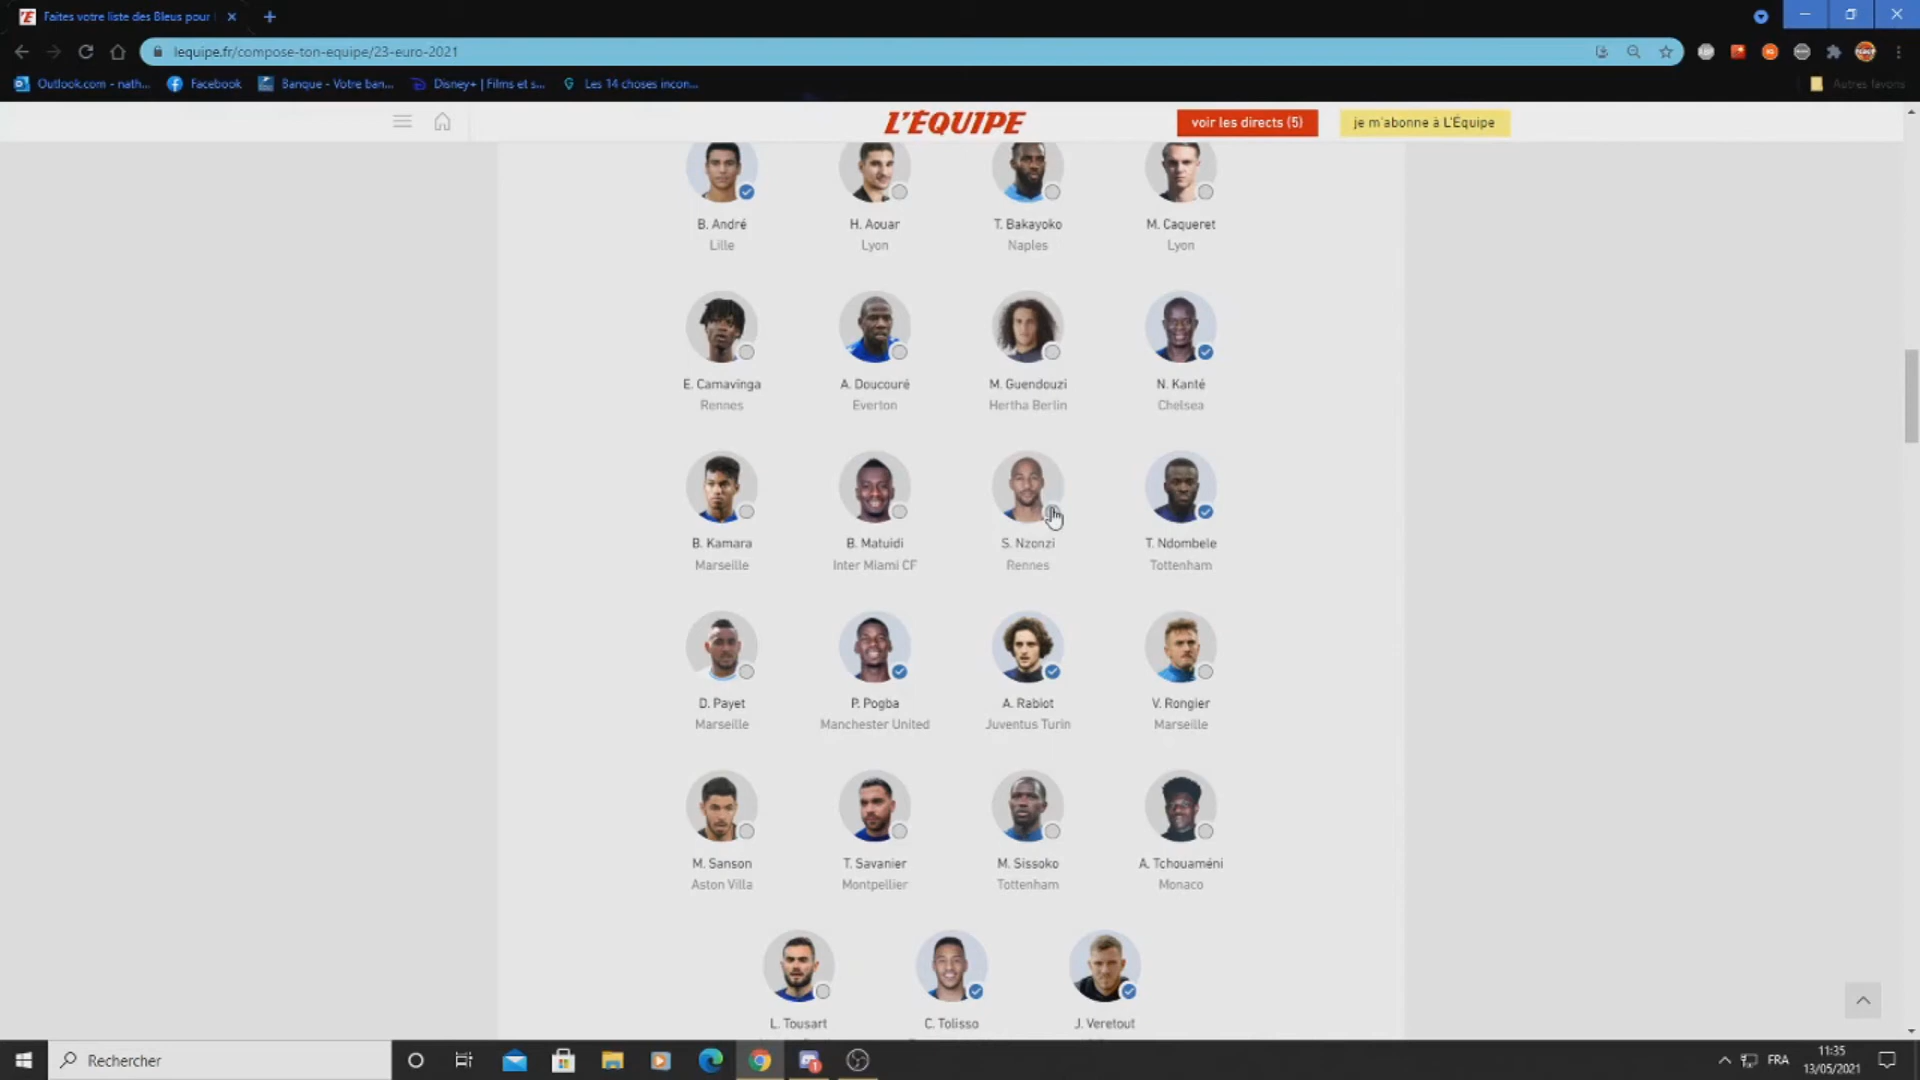 Faites votre liste des Bleus pour
lequipe.fr/compose-ton-equipe/23-euro-2021
Outlook.com - nath...
Facebook
Banque - Votre ban...
Disney+ | Films et s...
Les 14 choses incon...
Autres favoris
L'ÉQUIPE
voir les directs (5)
je m'abonne à L'Équipe
B. André
H. Aouar
T. Bakayoko
M. Caqueret
Lille
Lyon
Naples
Lyon
E. Camavinga
A. Doucouré
M. Guendouzi
N. Kanté
Rennes
Everton
Hertha Berlin
Chelsea
B. Kamara
B. Matuidi
S. Nzonzi
T. Ndombele
Marseille
Inter Miami CF
Rennes
Tottenham
D. Payet
P. Pogba
A. Rabiot
V. Rongier
Marseille
Manchester United
Juventus Turin
Marseille
M. Sanson
T. Savanier
M. Sissoko
A. Tchouaméni
Aston Villa
Montpellier
Tottenham
Monaco
L. Tousart
C. Tolisso
J. Veretout
Rechercher
FRA
11:35
13/05/2021